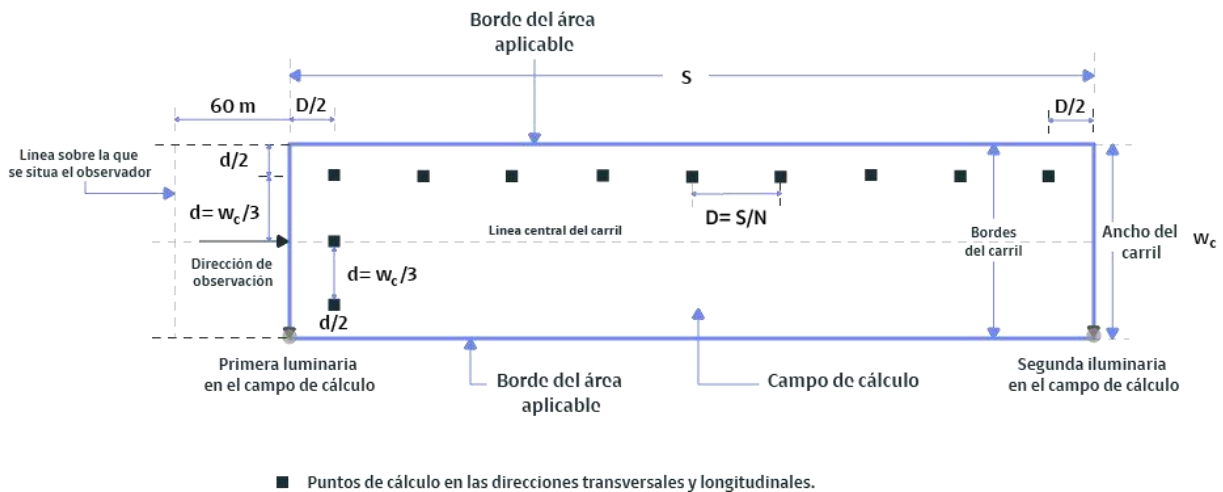 Borde del área
aplicable
S
60 m
D/2
D/2
Línea sobre la que
se situa el observador
d/2
d= wc/3
D= S/N
Linea central del carril
Bordes
del carril
Ancho del
carril
wc
Dirección de
observación
d= wc/3
d/2
Primera luminaria
en el campo de cálculo
Borde del área
aplicable
Campo de cálculo
Segunda iluminaria
en el campo de cálculo
Puntos de cálculo en las direcciones transversales y longitudinales.